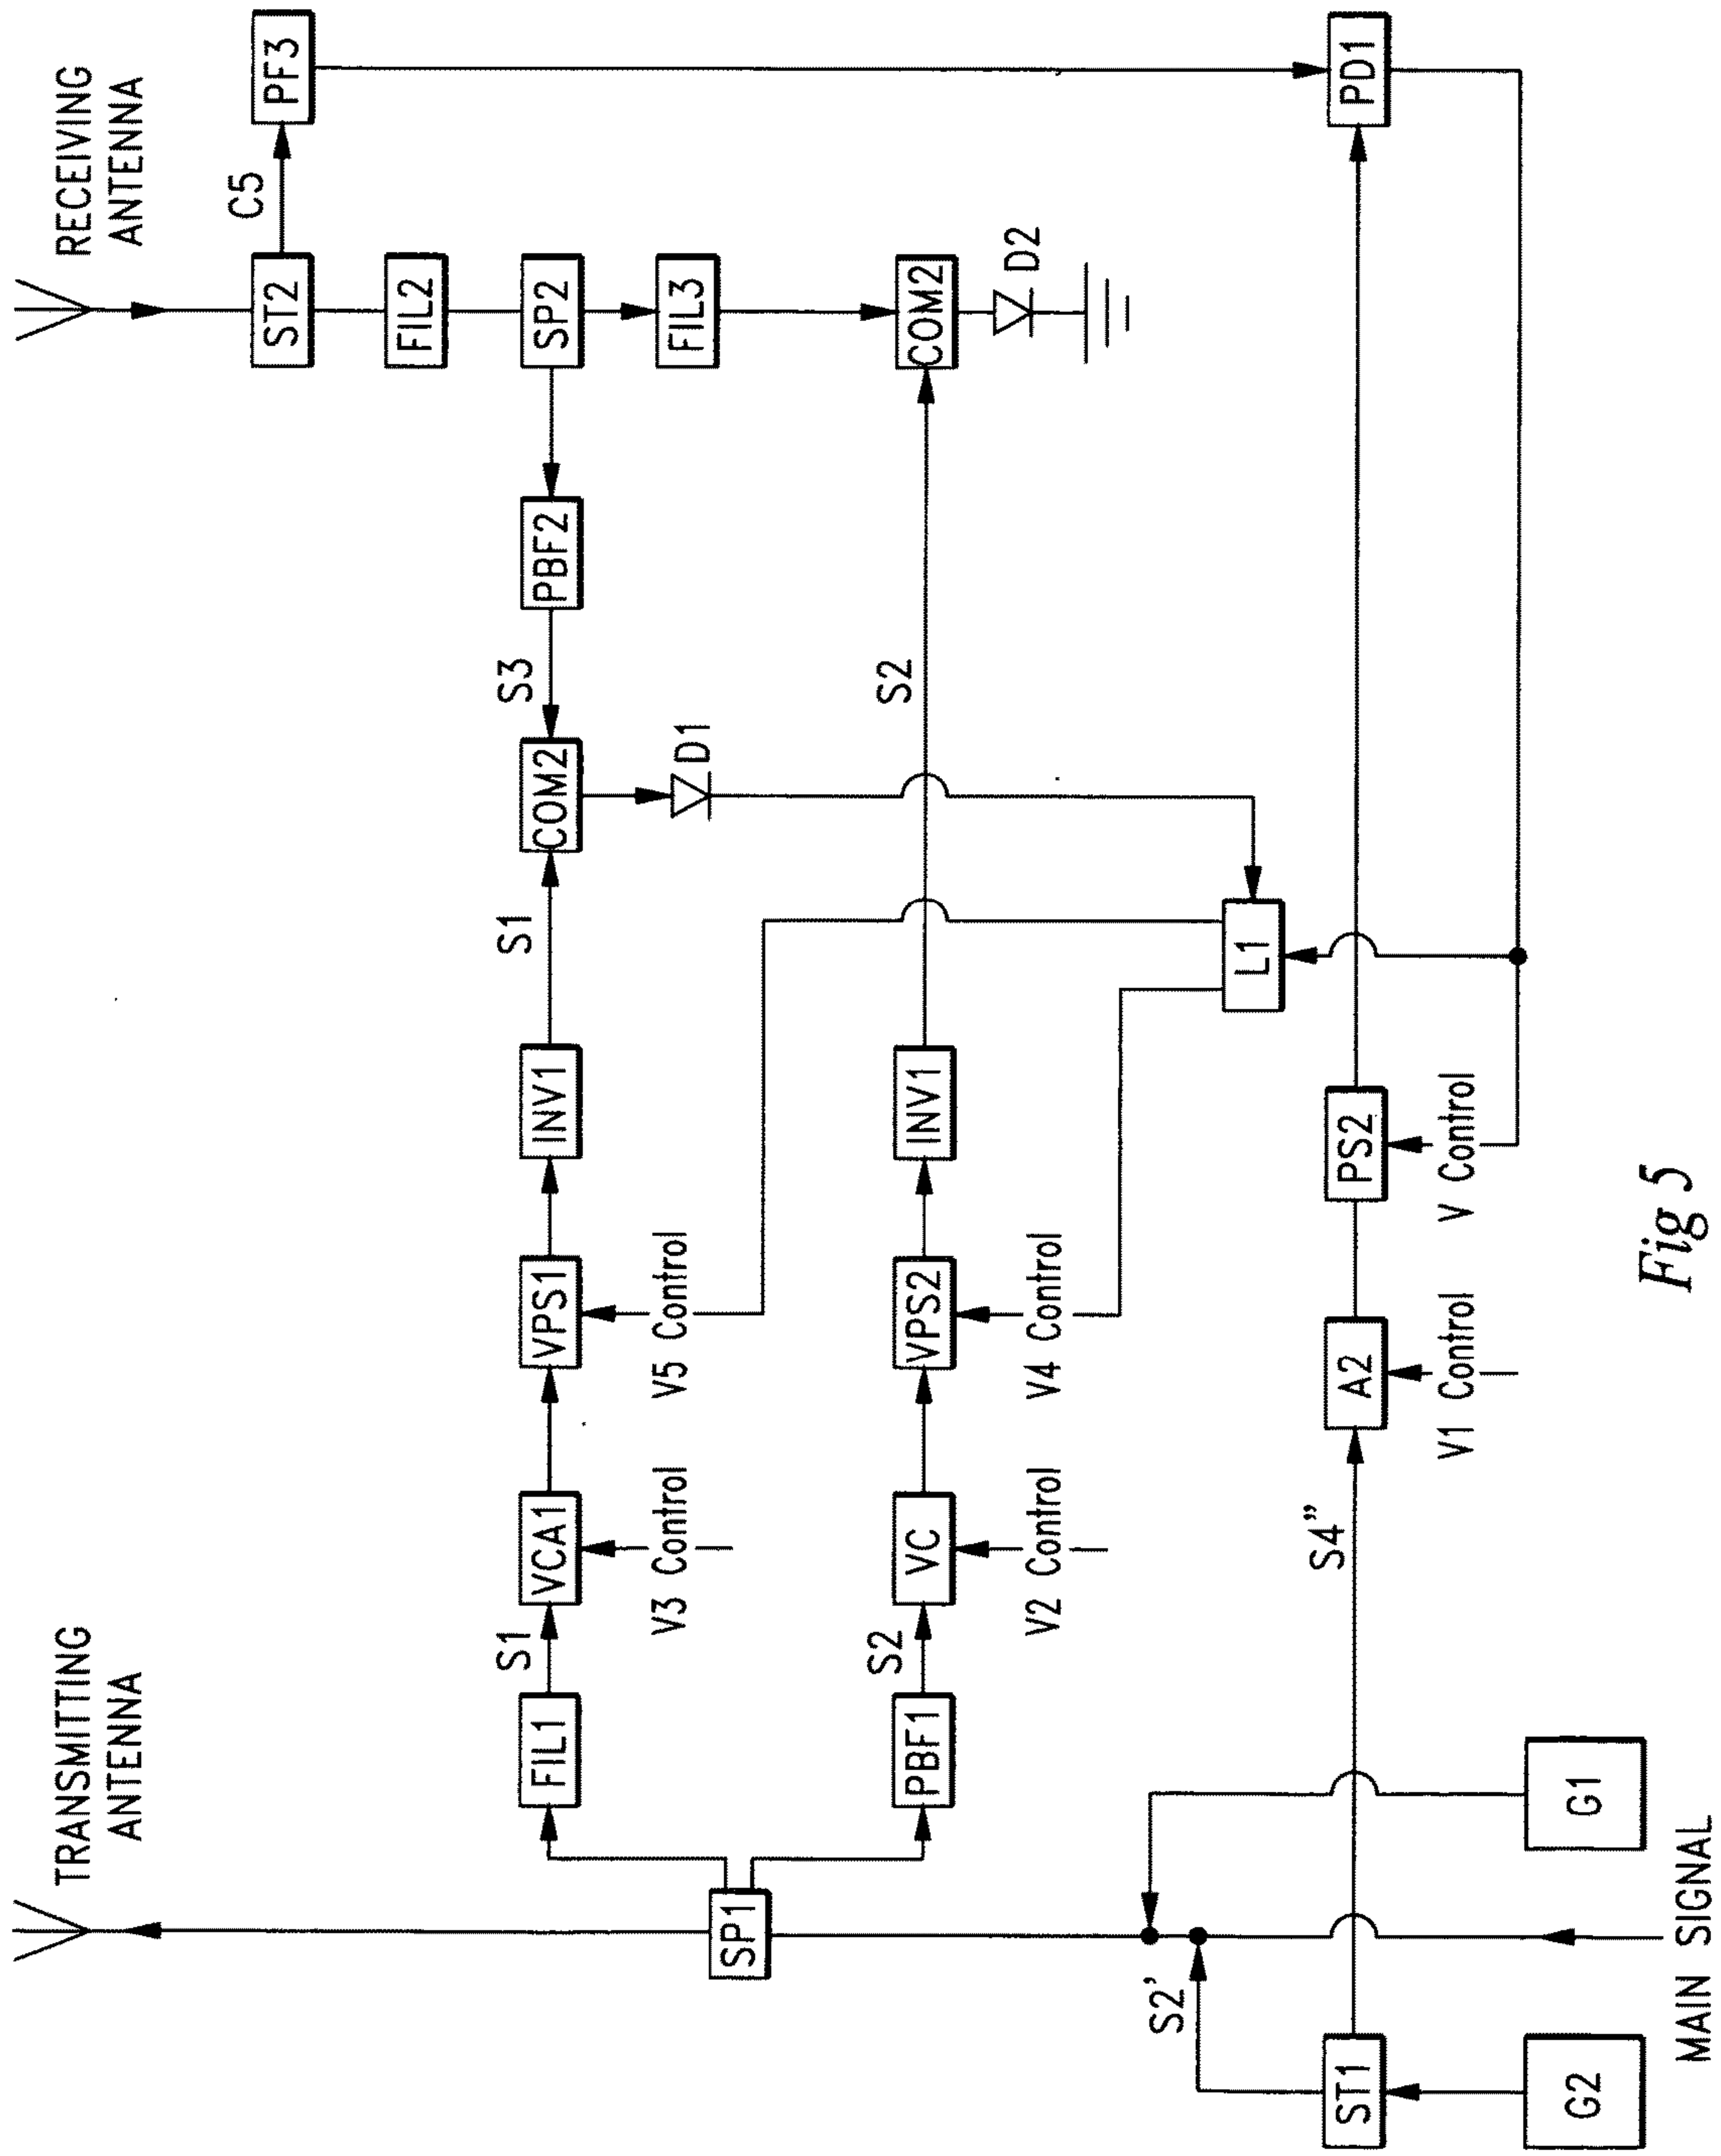 TRANSMITTING
ANTENNA
RECEIVING
ANTENNA
ST2
C5
PF3
FIL2
FIL1
S1
VCA1
V3 Control
VPS1
V5 Control
INV1
S1
COM2
S3
PBF2
SP2
D1
FIL3
SP1
PBF1
S2
VC
V2 Control
VPS2
V4 Control
INV1
S2
COM2
D2
L1
S2'
ST1
S4"
A2
V1 Control
PS2
V Control
PD1
G2
G1
MAIN SIGNAL
Fig 5